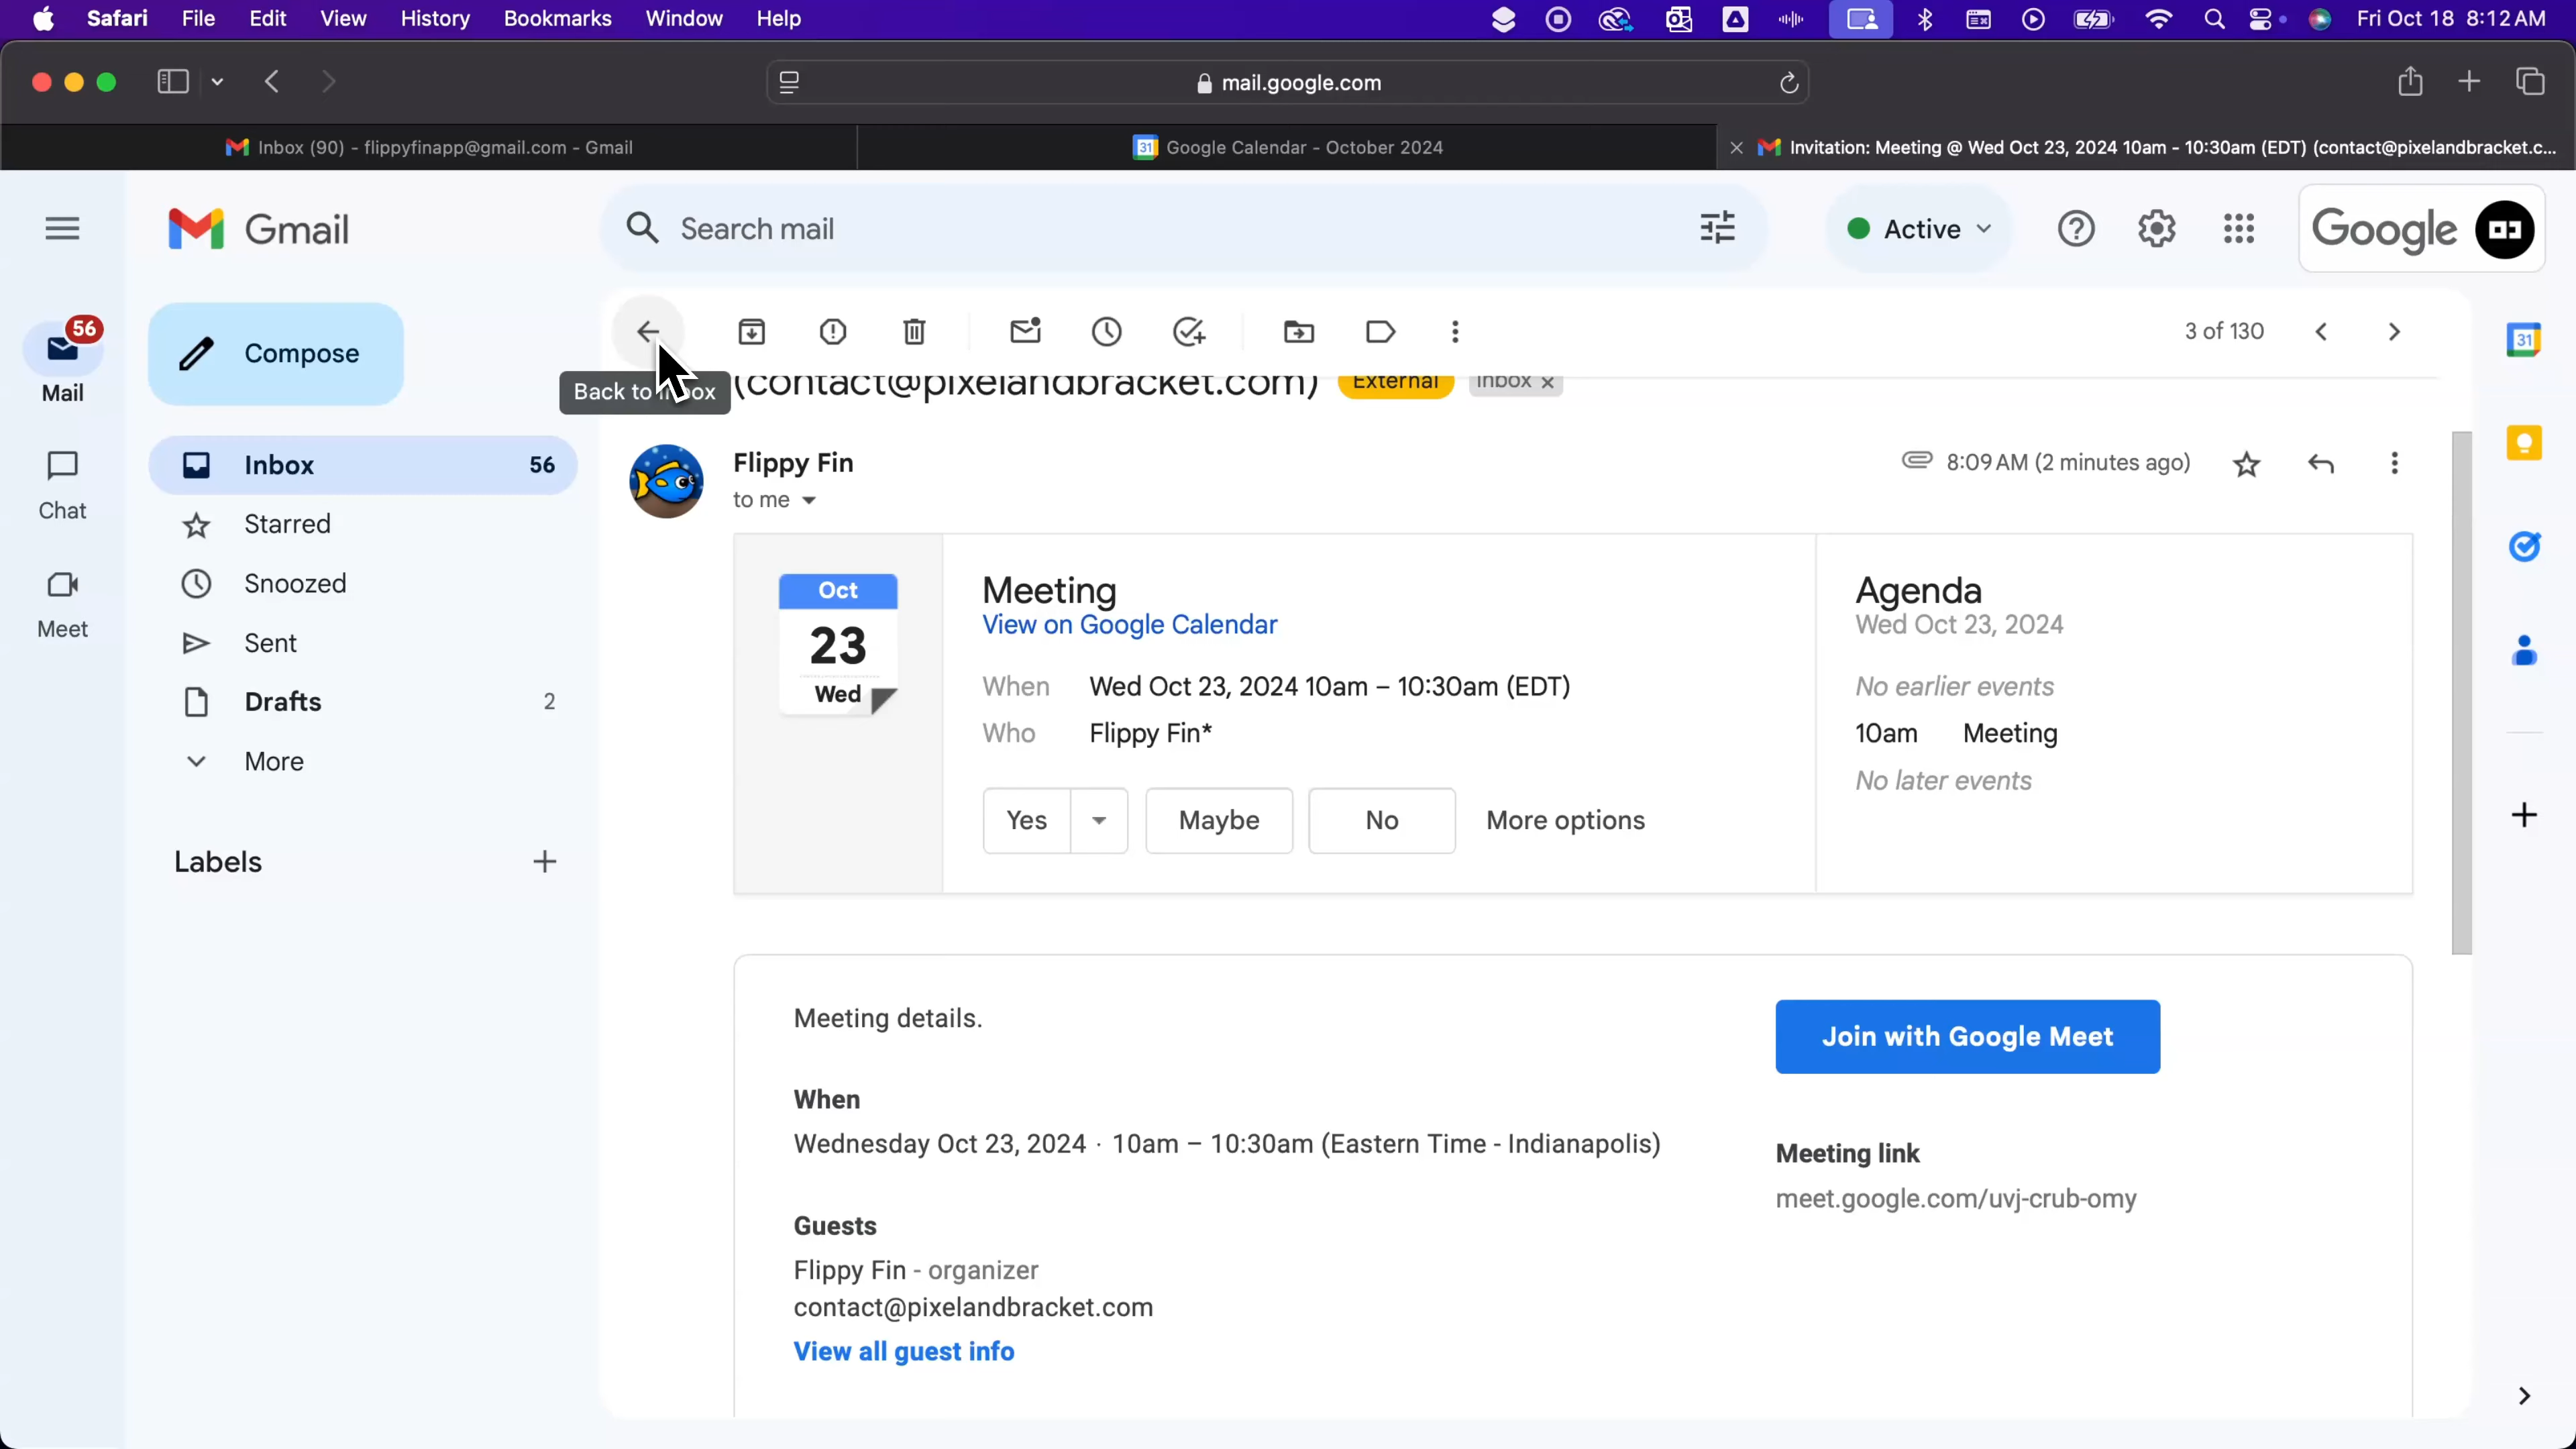 Safari File Edit View History Bookmarks Window Help Fri Oct 18 8:12 AM
mail.google.com
Inbox (90) - flippyfinapp@gmail.com - Gmail
31 Google Calendar - October 2024
Invitation: Meeting @ Wed Oct 23, 2024 10am - 10:30am (EDT) (contact@pixelandbracket.c...
Gmail
Search mail
Active
Google
56
Mail
Chat
Meet
Compose
Inbox 56
Starred
Snoozed
Sent
Drafts 2
More
Labels
3 of 130
Back to
(contact@pixelandbracket.com) External Inbox
Flippy Fin
to me
8:09 AM (2 minutes ago)
Oct
23
Wed
Meeting
View on Google Calendar
When Wed Oct 23, 2024 10am – 10:30am (EDT)
Who Flippy Fin*
Yes Maybe No More options
Agenda
Wed Oct 23, 2024
No earlier events
10am Meeting
No later events
Meeting details.
When
Wednesday Oct 23, 2024 · 10am – 10:30am (Eastern Time - Indianapolis)
Guests
Flippy Fin - organizer
contact@pixelandbracket.com
View all guest info
Join with Google Meet
Meeting link
meet.google.com/uvj-crub-omy
31